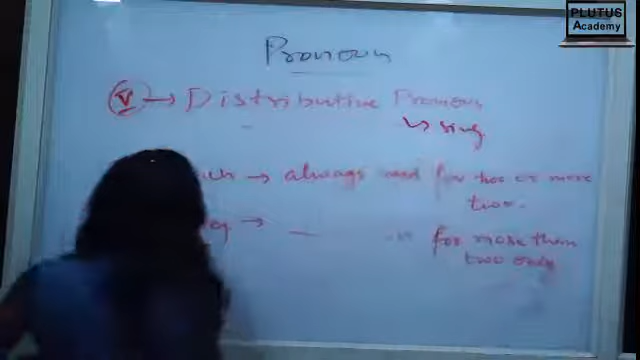 PLUTUS
Academy
Pronoun
V → Distributive Pronoun
↳ sing
→ always used for two or more
two.
→ for more than
two only